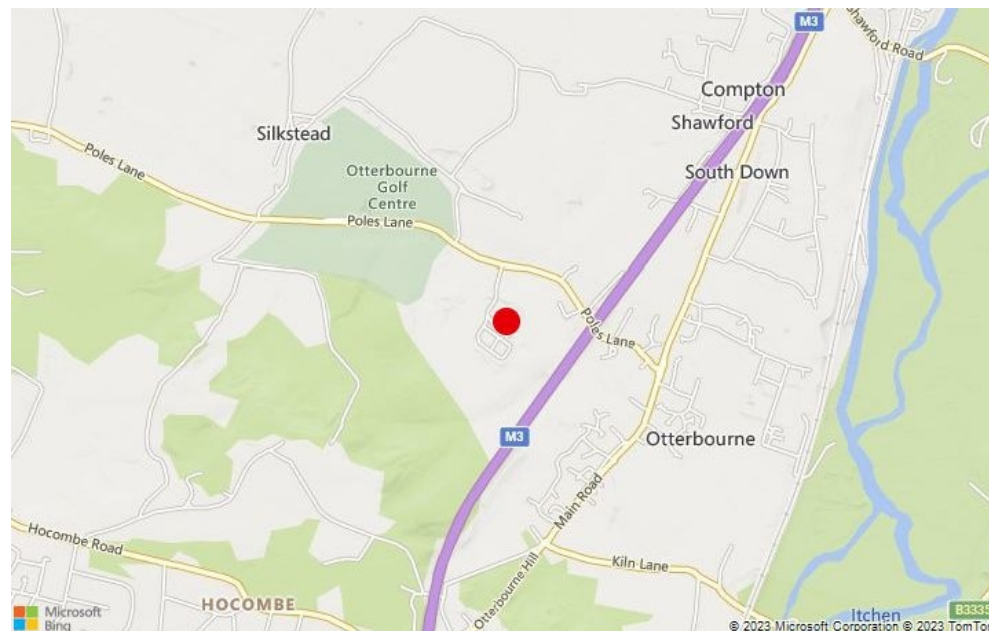 M3
Shawford Road
Compton
Shawford
Silkstead
Poles Lane
Otterbourne
Golf
Centre
South Down
Poles Lane
Poles Lane
M3
Otterbourne
Main Road
Hocombe Road
Kiln Lane
Otterbourne Hill
HOCOMBE
Itchen
B3335
Microsoft
Bing
© 2023 Microsoft Corporation © 2023 TomTom